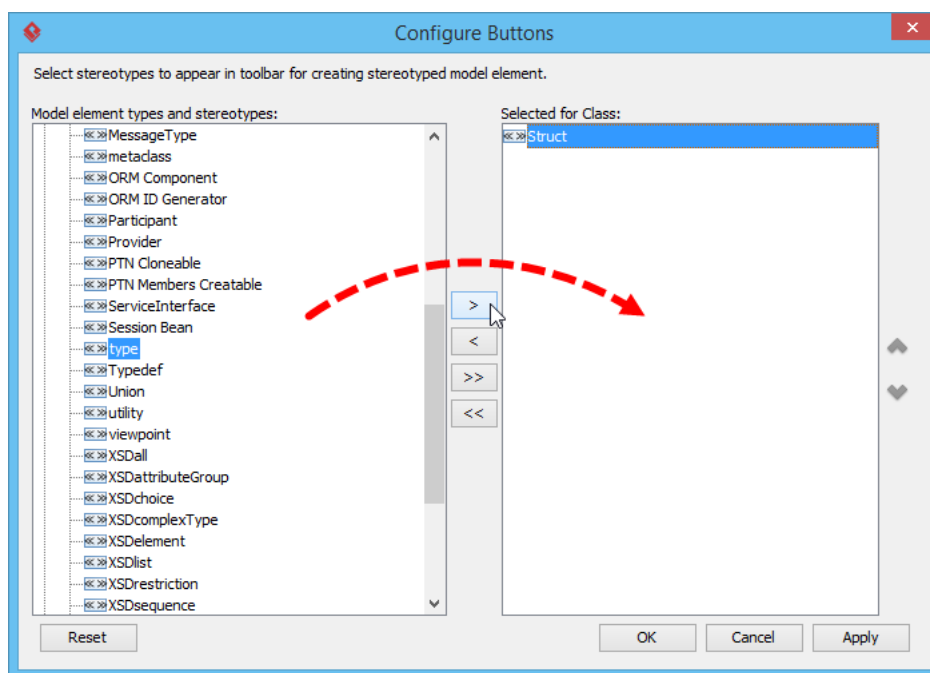 Configure Buttons
Select stereotypes to appear in toolbar for creating stereotyped model element.
Model element types and stereotypes:
«»MessageType
«»metaclass
«»ORM Component
«»ORM ID Generator
«»Participant
«»Provider
«»PTN Cloneable
«»PTN Members Creatable
«»ServiceInterface
«»Session Bean
«»type
«»Typedef
«»Union
«»utility
«»viewpoint
«»XSDall
«»XSDattributeGroup
«»XSDchoice
«»XSDcomplexType
«»XSDelement
«»XSDlist
«»XSDrestriction
«»XSDsequence
>
<
>>
<<
Selected for Class:
«»Struct
Reset
OK
Cancel
Apply